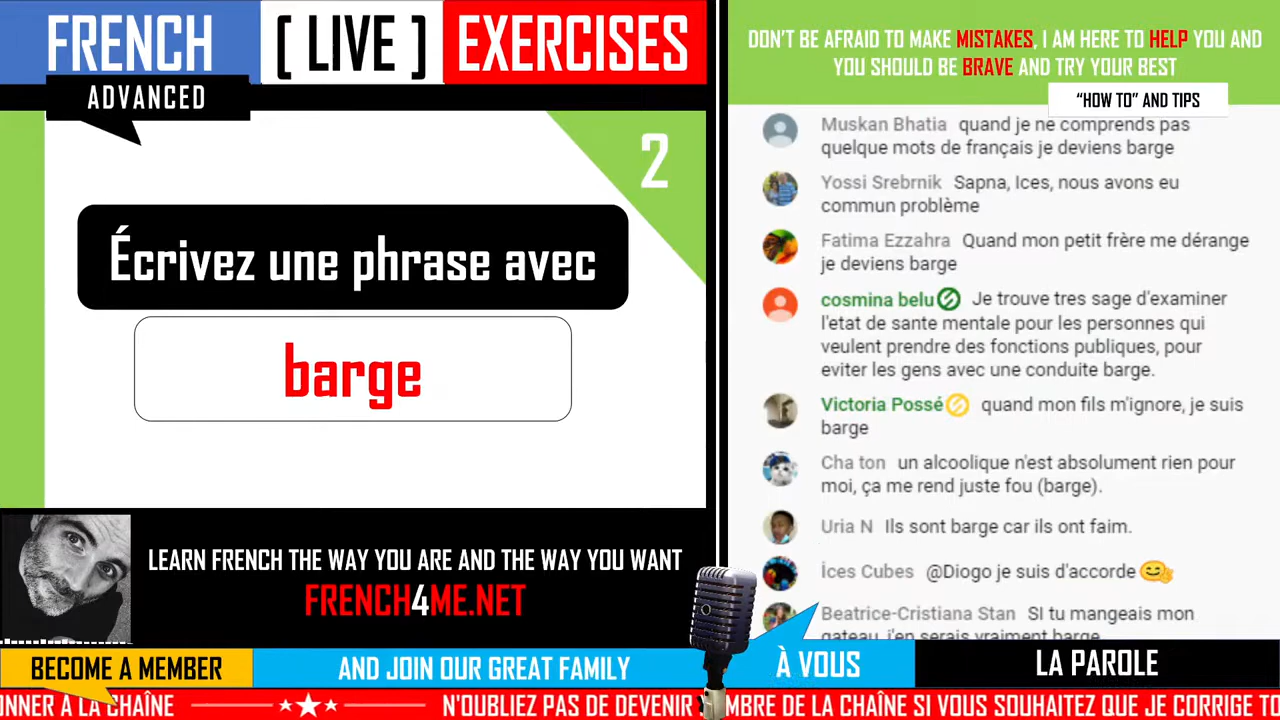 FRENCH [ LIVE ] EXERCISES
ADVANCED
2
Écrivez une phrase avec
barge
LEARN FRENCH THE WAY YOU ARE AND THE WAY YOU WANT
FRENCH4ME.NET
DON'T BE AFRAID TO MAKE MISTAKES, I AM HERE TO HELP YOU AND
YOU SHOULD BE BRAVE AND TRY YOUR BEST
“HOW TO” AND TIPS
Muskan Bhatia quand je ne comprends pas
quelque mots de français je deviens barge
Yossi Srebrnik Sapna, Ices, nous avons eu
commun problème
Fatima Ezzahra Quand mon petit frère me dérange
je deviens barge
cosmina belu Je trouve tres sage d'examiner
l'etat de sante mentale pour les personnes qui
veulent prendre des fonctions publiques, pour
eviter les gens avec une conduite barge.
Victoria Possé quand mon fils m'ignore, je suis
barge
Cha ton un alcoolique n'est absolument rien pour
moi, ça me rend juste fou (barge).
Uria N Ils sont barge car ils ont faim.
İces Cubes @Diogo je suis d'accorde
Beatrice-Cristiana Stan SI tu mangeais mon
gateau, j'en serais vraiment barge
BECOME A MEMBER AND JOIN OUR GREAT FAMILY
À VOUS LA PAROLE
ONNER A LA CHAÎNE N'OUBLIEZ PAS DE DEVENIR MBRE DE LA CHAÎNE SI VOUS SOUHAITEZ QUE JE CORRIGE TO